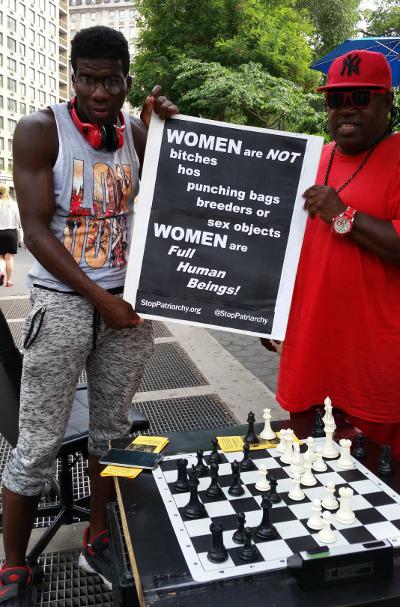 WOMEN are NOT
bitches
hos
punching bags
breeders or
sex objects
WOMEN are
Full
Human
Beings!
StopPatriarchy.org @StopPatriarchy
NY